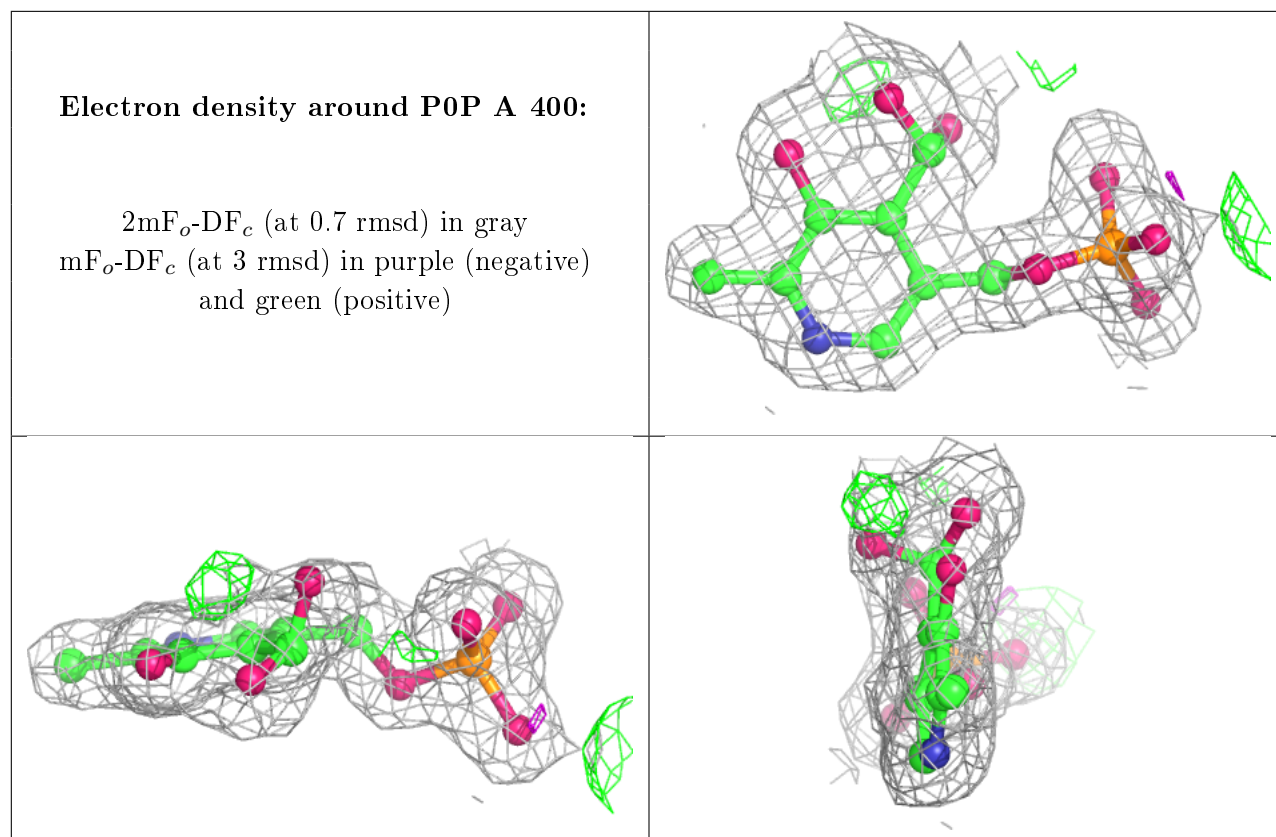 Electron density around P0P A 400:
2mFₒ-DF𝒸 (at 0.7 rmsd) in gray
mFₒ-DF𝒸 (at 3 rmsd) in purple (negative)
and green (positive)